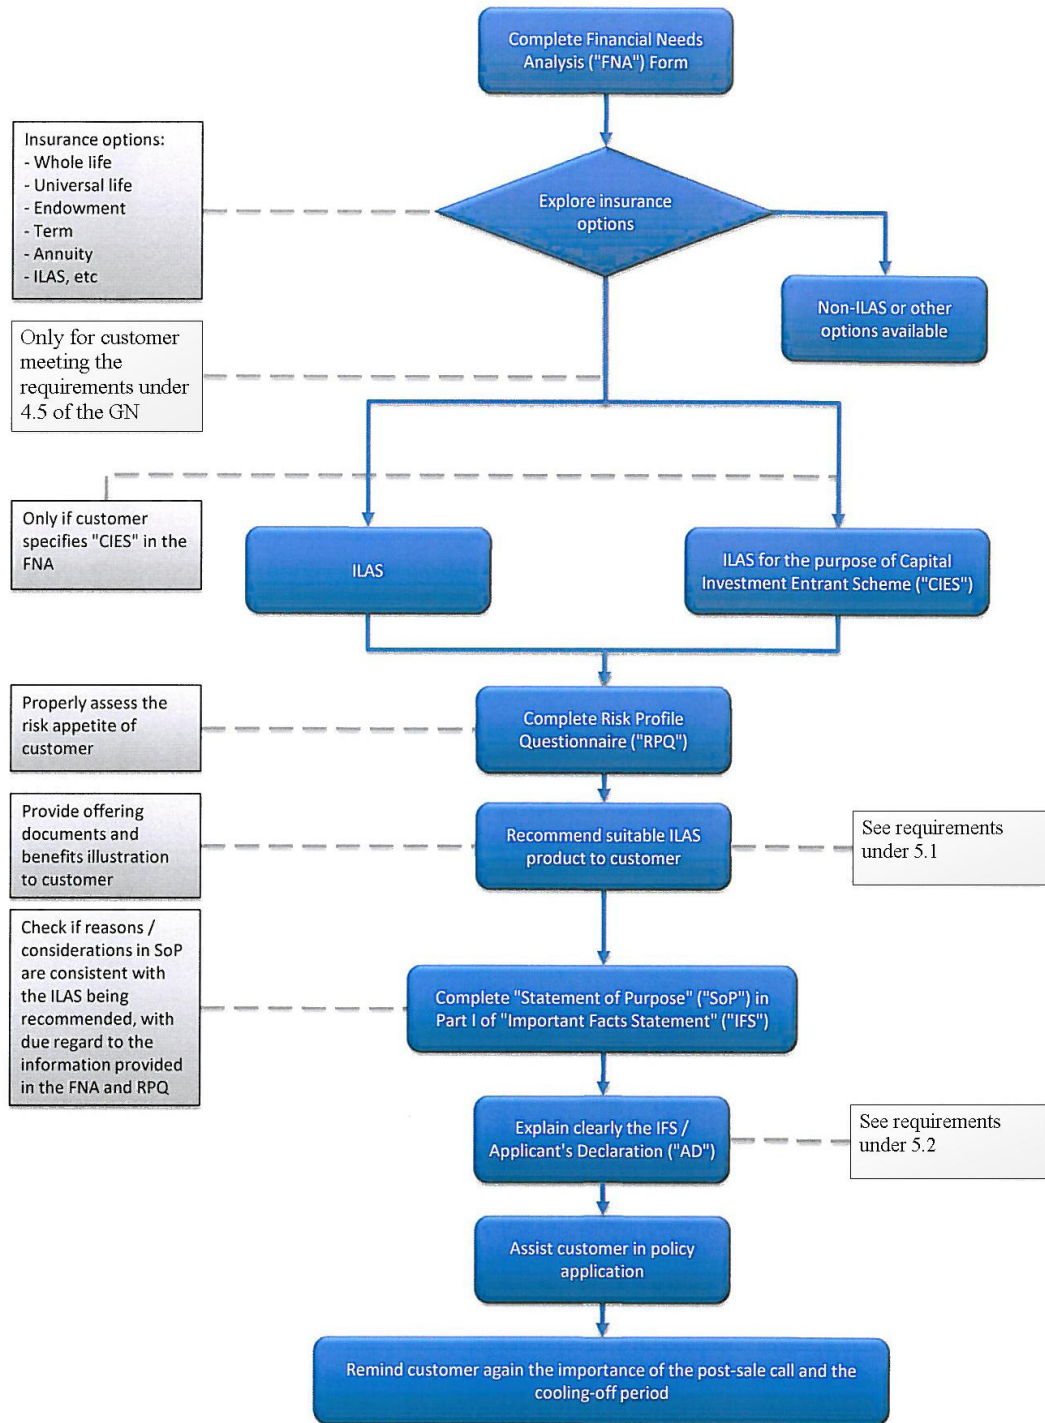 Complete Financial Needs
Analysis ("FNA") Form
Insurance options:
- Whole life
- Universal life
- Endowment
- Term
- Annuity
- ILAS, etc
Explore insurance
options
Non-ILAS or other
options available
Only for customer
meeting the
requirements under
4.5 of the GN
Only if customer
specifies "CIES" in the
FNA
ILAS
ILAS for the purpose of Capital
Investment Entrant Scheme ("CIES")
Properly assess the
risk appetite of
customer
Complete Risk Profile
Questionnaire ("RPQ")
Provide offering
documents and
benefits illustration
to customer
Recommend suitable ILAS
product to customer
See requirements
under 5.1
Check if reasons /
considerations in SoP
are consistent with
the ILAS being
recommended, with
due regard to the
information provided
in the FNA and RPQ
Complete "Statement of Purpose" ("SoP") in
Part I of "Important Facts Statement" ("IFS")
Explain clearly the IFS /
Applicant's Declaration ("AD")
See requirements
under 5.2
Assist customer in policy
application
Remind customer again the importance of the post-sale call and the
cooling-off period